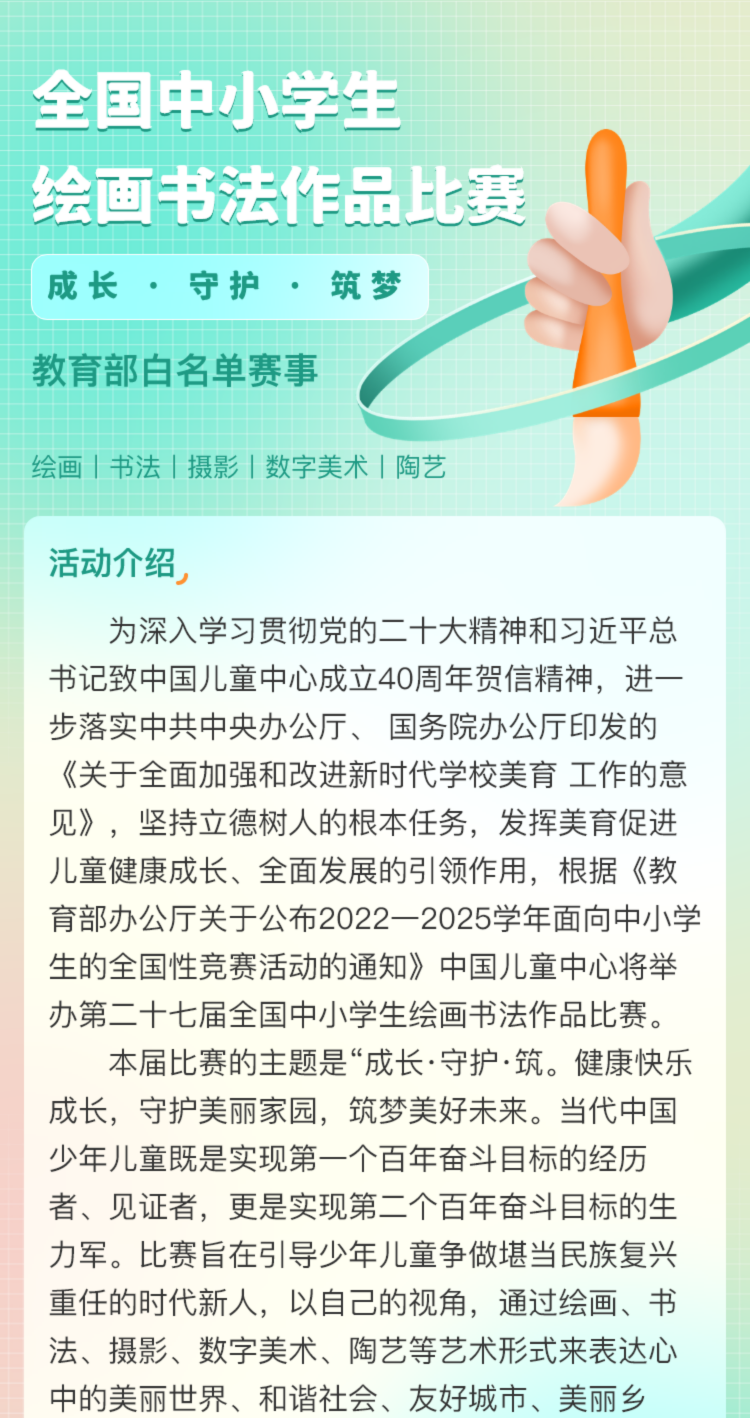 全国中小学生
绘画书法作品比赛
成长 · 守护 · 筑梦
教育部白名单赛事
绘画丨书法丨摄影丨数字美术丨陶艺
活动介绍
为深入学习贯彻党的二十大精神和习近平总
书记致中国儿童中心成立40周年贺信精神，进一
步落实中共中央办公厅、 国务院办公厅印发的
《关于全面加强和改进新时代学校美育 工作的意
见》，坚持立德树人的根本任务，发挥美育促进
儿童健康成长、全面发展的引领作用，根据《教
育部办公厅关于公布2022—2025学年面向中小学
生的全国性竞赛活动的通知》中国儿童中心将举
办第二十七届全国中小学生绘画书法作品比赛。
本届比赛的主题是“成长·守护·筑。健康快乐
成长，守护美丽家园，筑梦美好未来。当代中国
少年儿童既是实现第一个百年奋斗目标的经历
者、见证者，更是实现第二个百年奋斗目标的生
力军。比赛旨在引导少年儿童争做堪当民族复兴
重任的时代新人，以自己的视角，通过绘画、书
法、摄影、数字美术、陶艺等艺术形式来表达心
中的美丽世界、和谐社会、友好城市、美丽乡